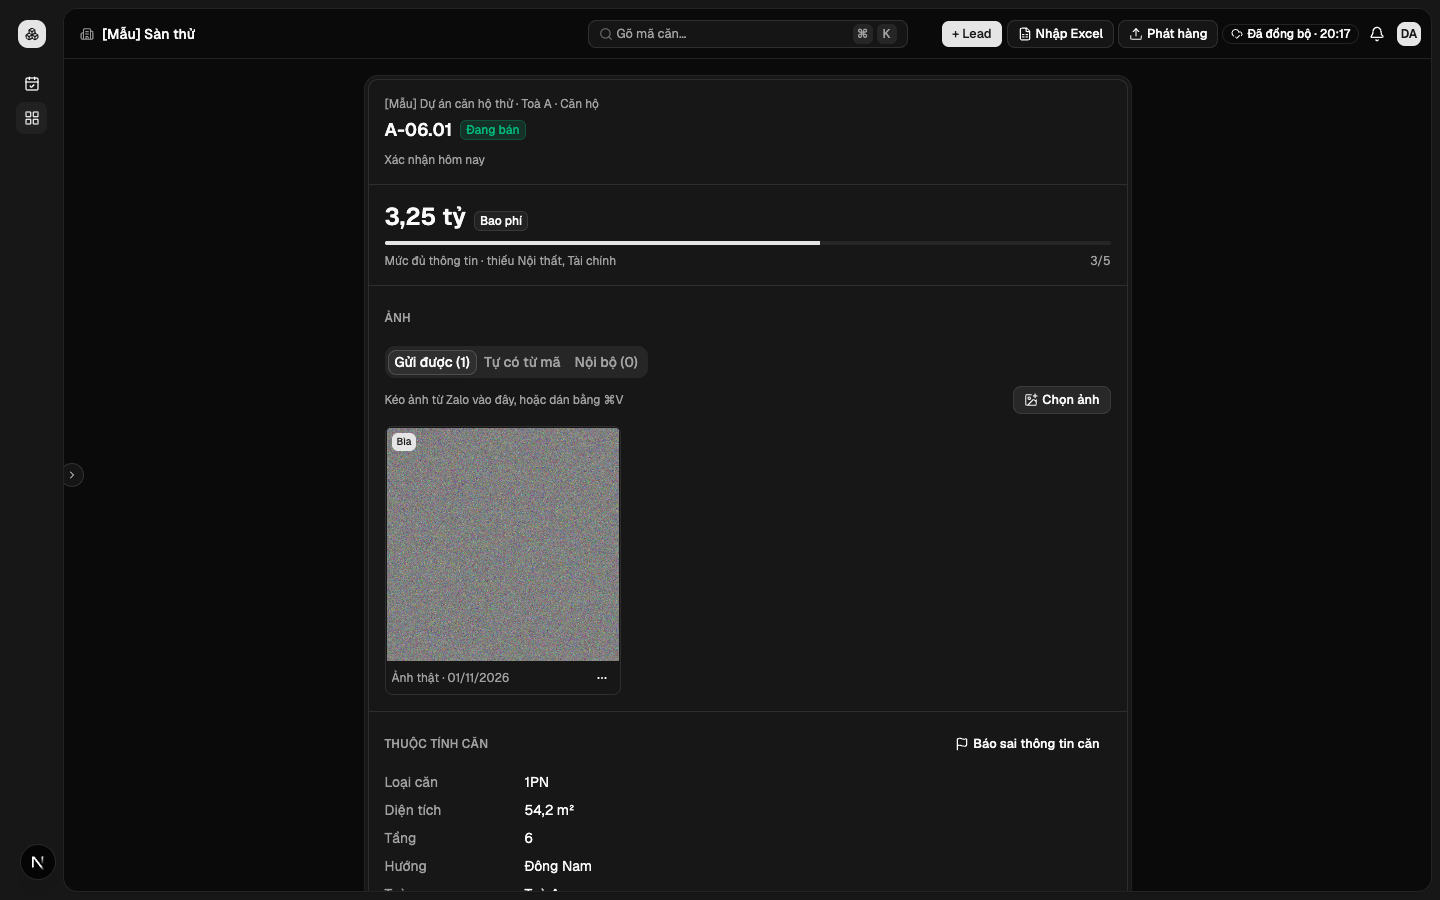 [Mẫu] Sàn thử
Gõ mã căn...
⌘ K
+ Lead
Nhập Excel
Phát hàng
Đã đồng bộ · 20:17
DA
[Mẫu] Dự án căn hộ thử · Toà A · Căn hộ
A-06.01
Đang bán
Xác nhận hôm nay
3,25 tỷ
Bao phí
Mức đủ thông tin · thiếu Nội thất, Tài chính
3/5
ẢNH
Gửi được (1)
Tự có từ mã
Nội bộ (0)
Kéo ảnh từ Zalo vào đây, hoặc dán bằng ⌘V
Chọn ảnh
Bìa
Ảnh thật · 01/11/2026
THUỘC TÍNH CĂN
Báo sai thông tin căn
Loại căn 1PN
Diện tích 54,2 m²
Tầng 6
Hướng Đông Nam
N